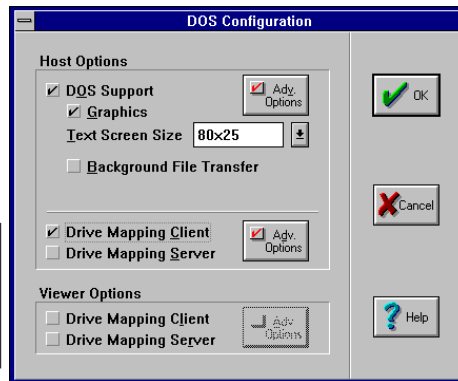 DOS Configuration
Host Options
DOS Support
Adv. Options
Graphics
Text Screen Size 80x25
Background File Transfer
Drive Mapping Client
Adv. Options
Drive Mapping Server
Viewer Options
Drive Mapping Client
Adv. Options
Drive Mapping Server
OK
Cancel
Help